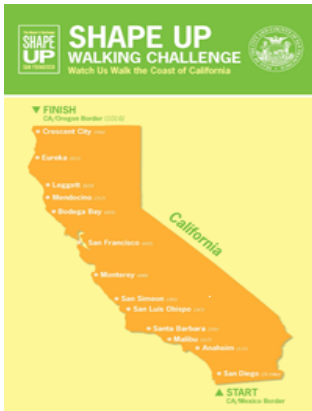 SHAPE
UP
SAN FRANCISCO
SHAPE UP
WALKING CHALLENGE
Watch Us Walk the Coast of California
▼ FINISH
CA/Oregon Border
Crescent City
Eureka
Leggett
Mendocino
Bodega Bay
California
San Francisco
Monterey
San Simeon
San Luis Obispo
Santa Barbara
Malibu
Anaheim
San Diego
▲ START
CA/Mexico Border